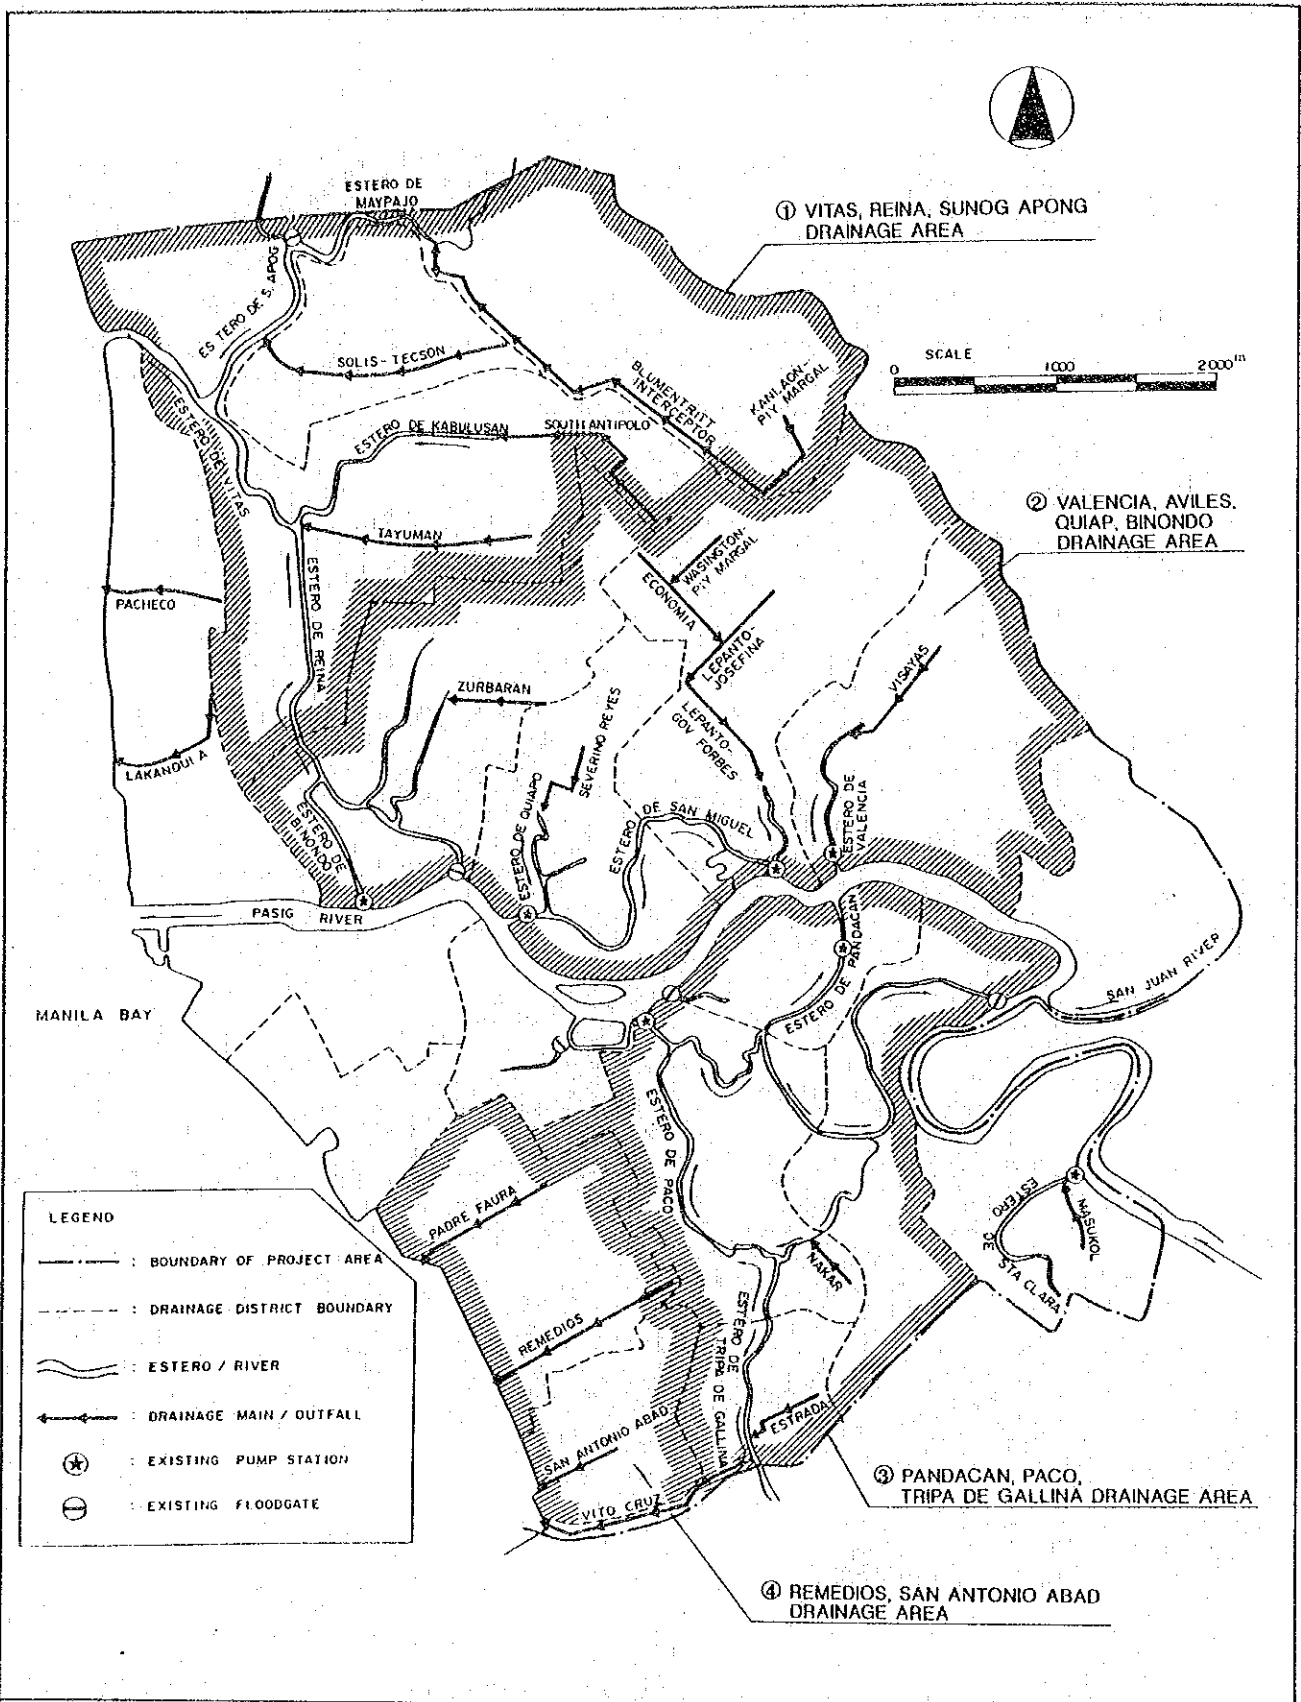 ESTERO DE
MAYPAJO
① VITAS, REINA, SUNOG APONG
DRAINAGE AREA
ESTERO DE S. APOG
SOLIS - TECSON
SCALE
0 1000 2000m
BLUMENTRITT
INTERCEPTOR
KANLAON-
PIY MARGAL
ESTERO DE VITAS
ESTERO DE KABULUSAN
SOUTH ANTIPOLO
② VALENCIA, AVILES,
QUIAP, BINONDO
DRAINAGE AREA
TAYUMAN
WASINGTON-
PIY MARGAL
ECONOMIA
PACHECO
ESTERO DE REINA
LEPANTO-
JOSEFINA
VISAYAS
ZURBARAN
SEVERINO REYES
LEPANTO-
GOV FORBES
LAKANDULA
ESTERO DE
BINONDO
ESTERO DE QUIAPO
ESTERO DE SAN MIGUEL
ESTERO DE
VALENCIA
PASIG RIVER
ESTERO DE PANDACAN
SAN JUAN RIVER
MANILA BAY
ESTERO DE PACO
PADRE FAURA
ESTERO
DE
STA CLARA
MASUKOL
NAKAR
REMEDIOS
ESTERO DE
TRIPA DE GALLINA
ESTRADA
SAN ANTONIO ABAD
VITO CRUZ
③ PANDACAN, PACO,
TRIPA DE GALLINA DRAINAGE AREA
④ REMEDIOS, SAN ANTONIO ABAD
DRAINAGE AREA
LEGEND
: BOUNDARY OF PROJECT AREA
: DRAINAGE DISTRICT BOUNDARY
: ESTERO / RIVER
: DRAINAGE MAIN / OUTFALL
: EXISTING PUMP STATION
: EXISTING FLOODGATE